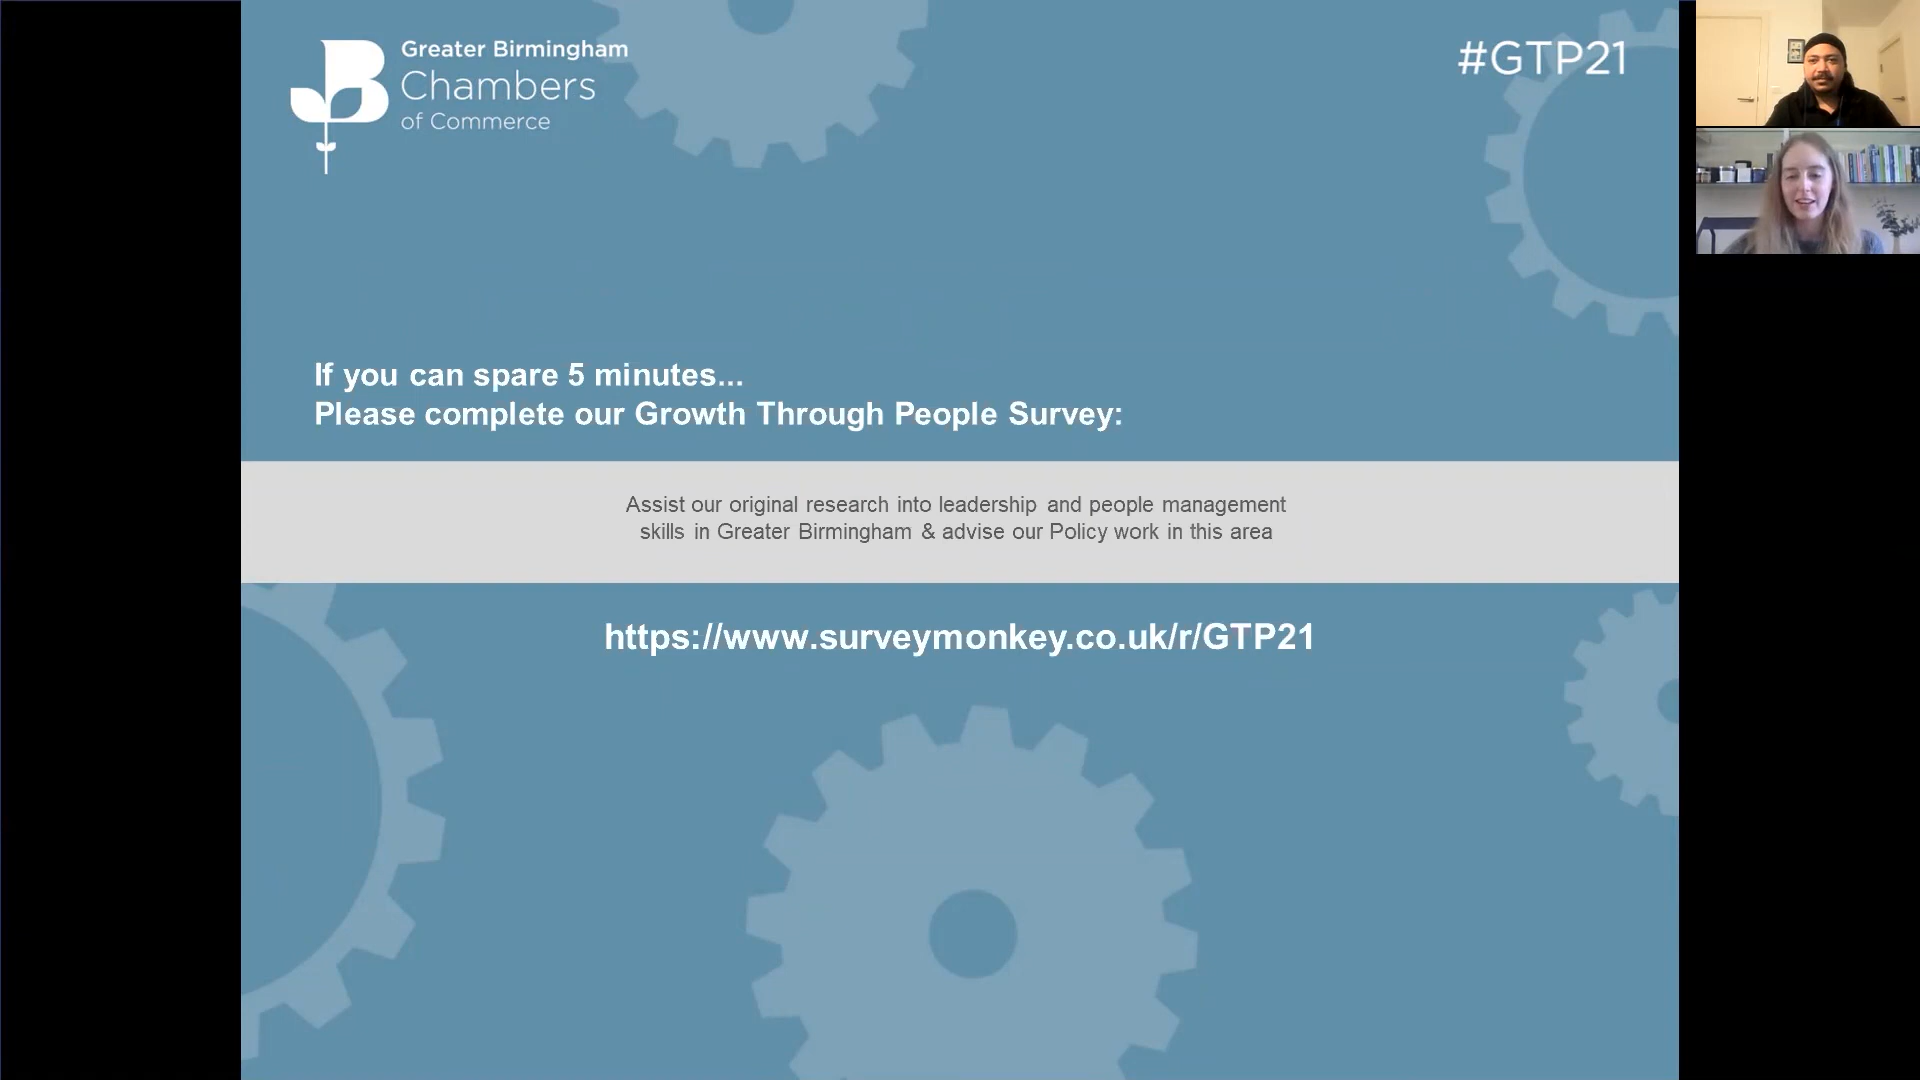 Greater Birmingham
Chambers
of Commerce
#GTP21
If you can spare 5 minutes...
Please complete our Growth Through People Survey:
Assist our original research into leadership and people management
skills in Greater Birmingham & advise our Policy work in this area
https://www.surveymonkey.co.uk/r/GTP21